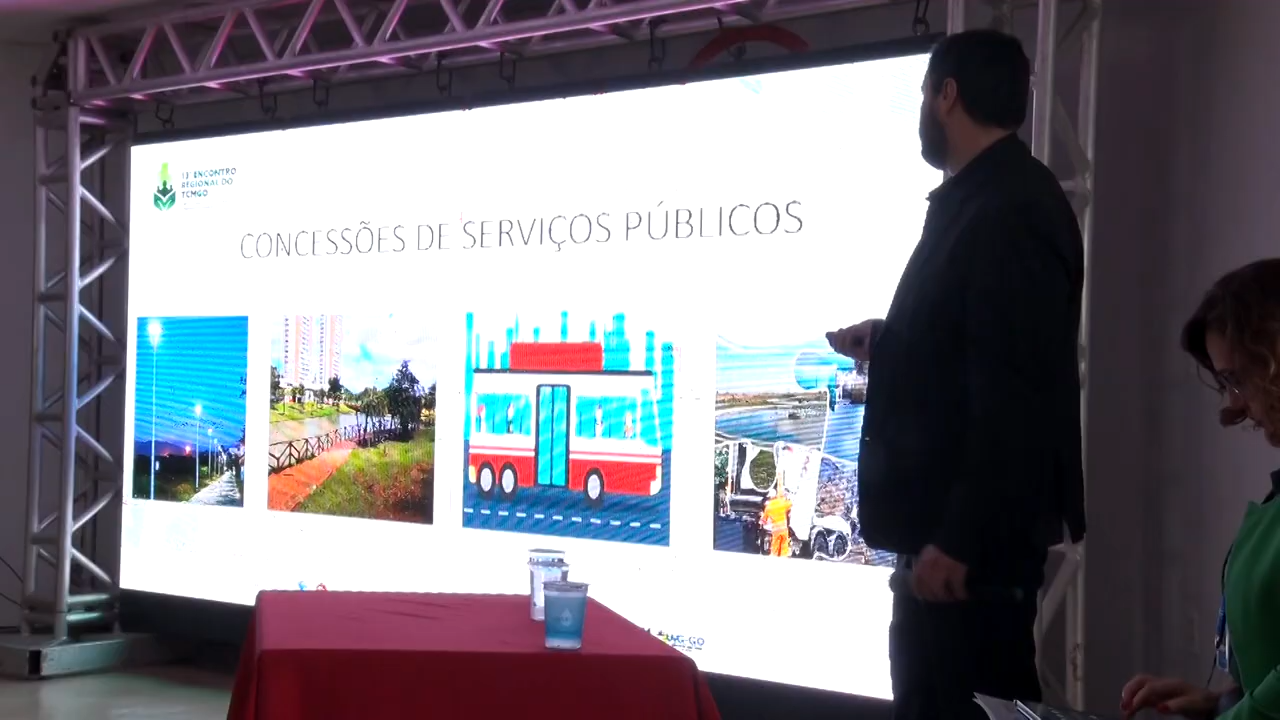 13º ENCONTRO
REGIONAL DO
TCMGO
CONCESSÕES DE SERVIÇOS PÚBLICOS